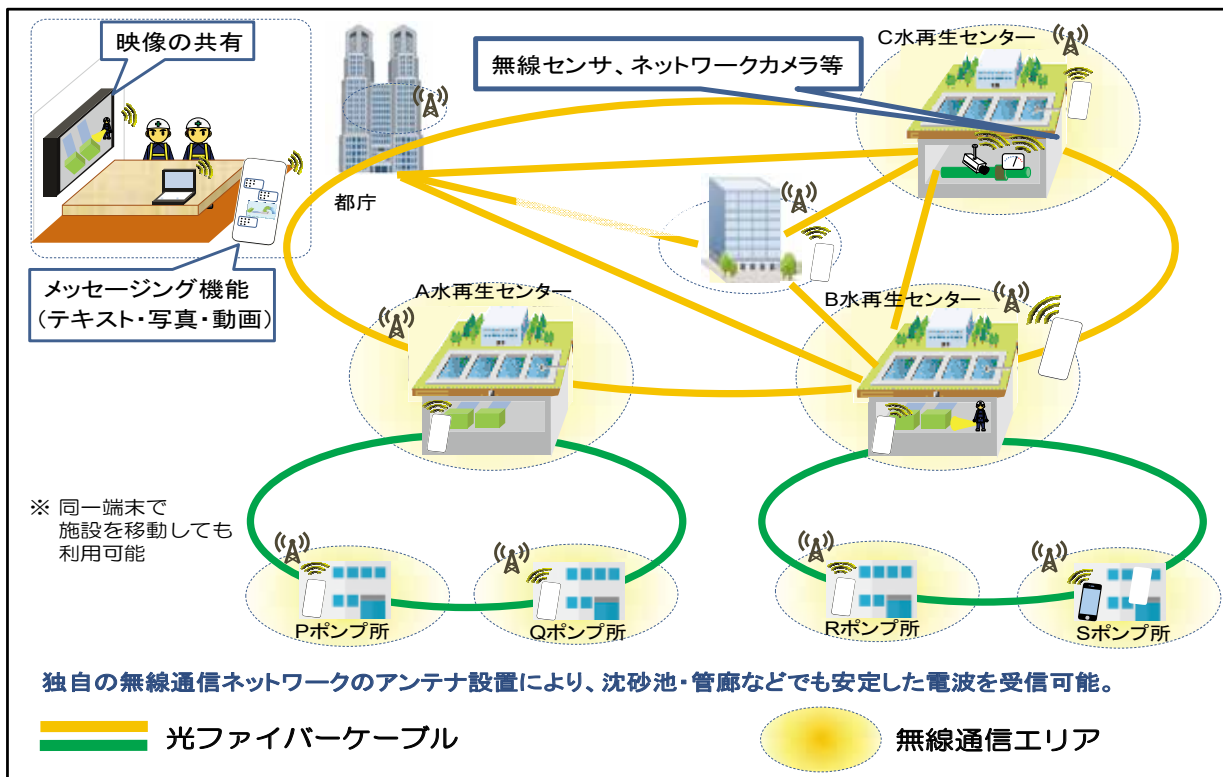 映像の共有
無線センサ、ネットワークカメラ等
C水再生センター
都庁
メッセージング機能
(テキスト・写真・動画)
A水再生センター
B水再生センター
※ 同一端末で
施設を移動しても
利用可能
Pポンプ所
Qポンプ所
Rポンプ所
Sポンプ所
独自の無線通信ネットワークのアンテナ設置により、沈砂池・管廊などでも安定した電波を受信可能。
光ファイバーケーブル
無線通信エリア